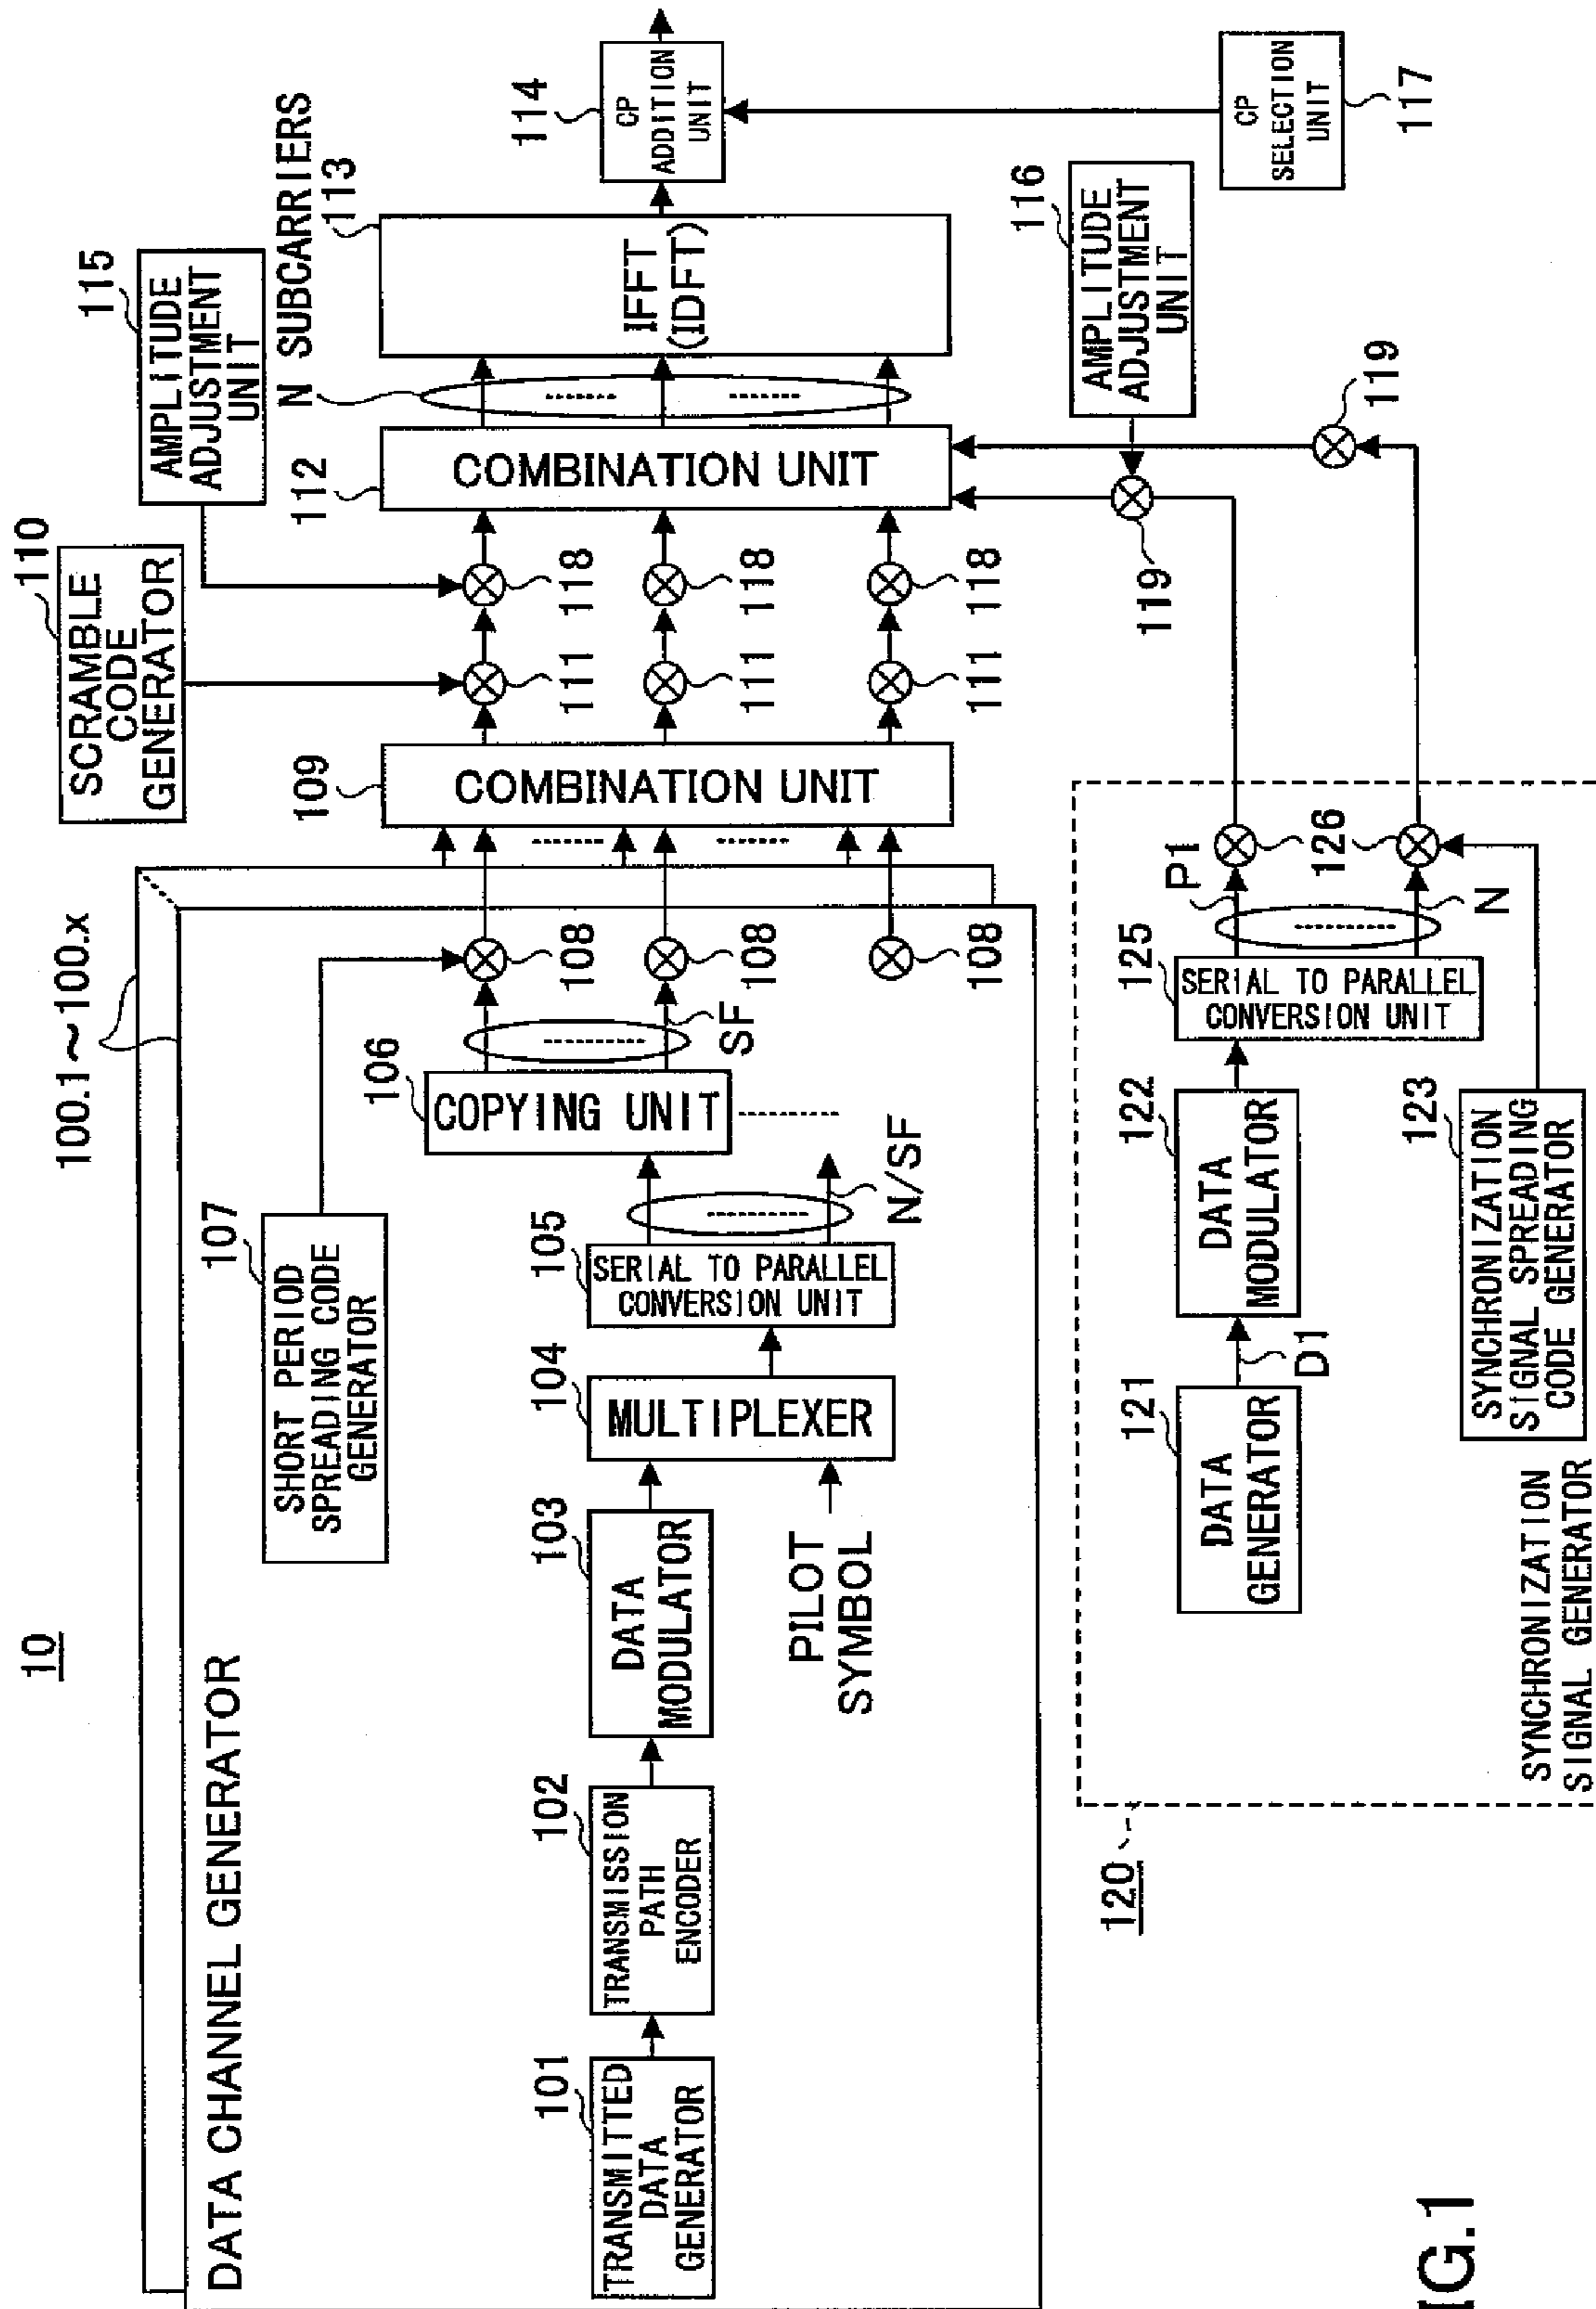 10
DATA CHANNEL GENERATOR
100.1~100.x
101
TRANSMITTED
DATA
GENERATOR
102
TRANSMISSION
PATH
ENCODER
103
DATA
MODULATOR
PILOT
SYMBOL
104
MULTIPLEXER
105
SERIAL TO PARALLEL
CONVERSION UNIT
N/SF
106
COPYING UNIT
SF
107
SHORT PERIOD
SPREADING CODE
GENERATOR
108
108
108
109
COMBINATION UNIT
110
SCRAMBLE
CODE
GENERATOR
111
111
111
118
118
118
112
COMBINATION UNIT
115
AMPLITUDE
ADJUSTMENT
UNIT
N SUBCARRIERS
113
IFFT
(IDFT)
114
CP
ADDITION
UNIT
116
AMPLITUDE
ADJUSTMENT
UNIT
117
CP
SELECTION
UNIT
119
119
120
121
DATA
GENERATOR
D1
122
DATA
MODULATOR
125
SERIAL TO PARALLEL
CONVERSION UNIT
P1
N
126
123
SYNCHRONIZATION
SIGNAL SPREADING
CODE GENERATOR
SYNCHRONIZATION
SIGNAL GENERATOR
IG.1